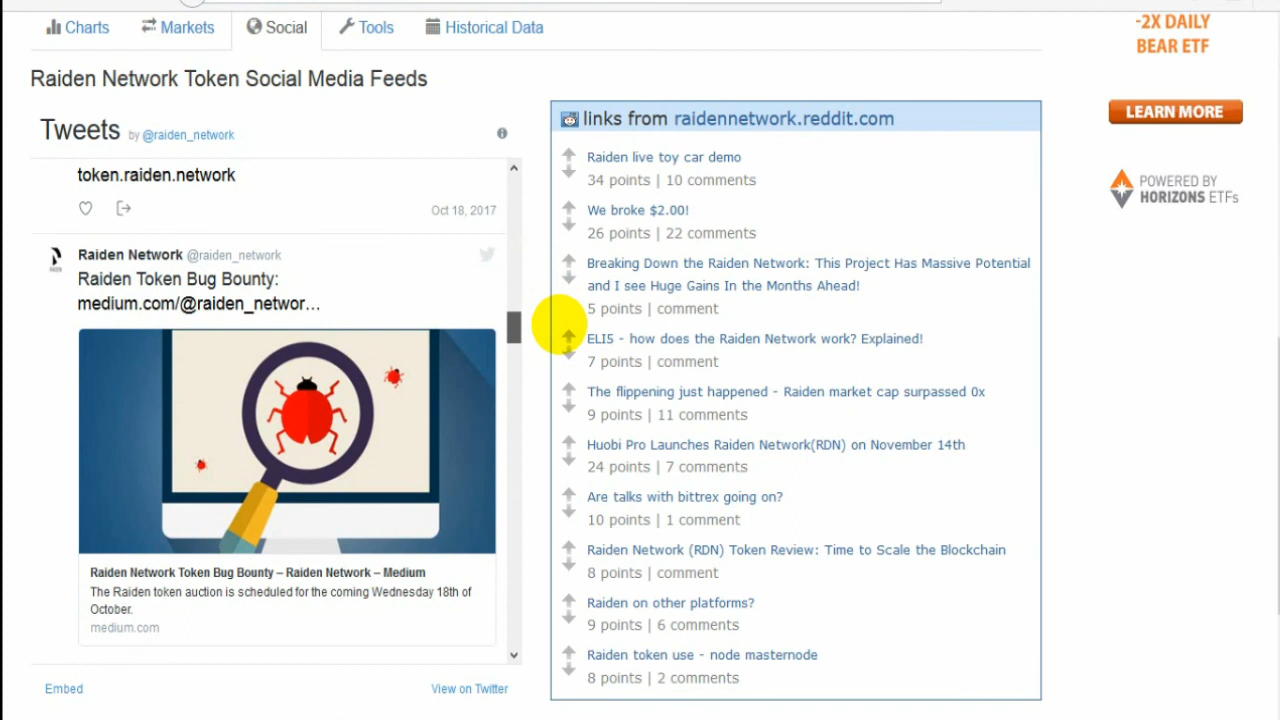 Charts
Markets
Social
Tools
Historical Data
-2X DAILY
BEAR ETF
LEARN MORE
POWERED BY
HORIZONS ETFs
Raiden Network Token Social Media Feeds
Tweets by @raiden_network
token.raiden.network
Oct 18, 2017
Raiden Network @raiden_network
Raiden Token Bug Bounty:
medium.com/@raiden_networ…
Raiden Network Token Bug Bounty – Raiden Network – Medium
The Raiden token auction is scheduled for the coming Wednesday 18th of
October.
medium.com
Embed
View on Twitter
links from raidennetwork.reddit.com
Raiden live toy car demo
34 points | 10 comments
We broke $2.00!
26 points | 22 comments
Breaking Down the Raiden Network: This Project Has Massive Potential
and I see Huge Gains In the Months Ahead!
5 points | comment
ELI5 - how does the Raiden Network work? Explained!
7 points | comment
The flippening just happened - Raiden market cap surpassed 0x
9 points | 11 comments
Huobi Pro Launches Raiden Network(RDN) on November 14th
24 points | 7 comments
Are talks with bittrex going on?
10 points | 1 comment
Raiden Network (RDN) Token Review: Time to Scale the Blockchain
8 points | comment
Raiden on other platforms?
9 points | 6 comments
Raiden token use - node masternode
8 points | 2 comments